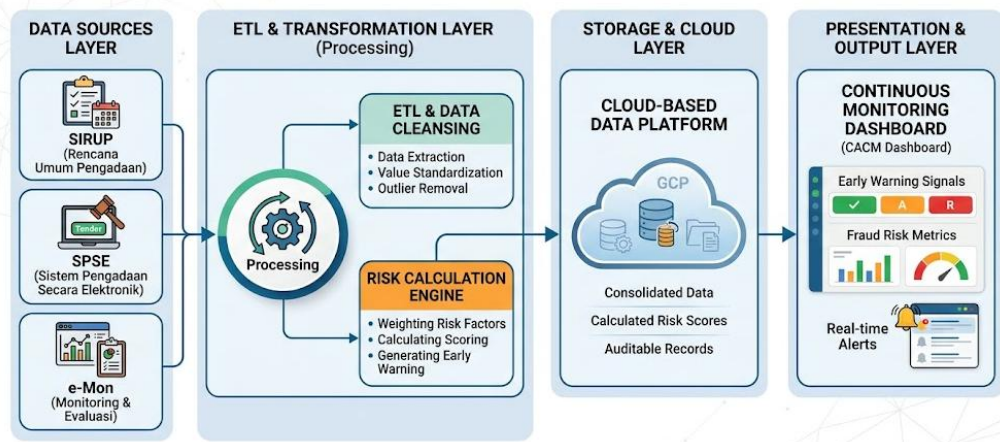 DATA SOURCES
LAYER
SIRUP
(Rencana
Umum Pengadaan)
Tender
SPSE
(Sistem Pengadaan
Secara Elektronik)
e-Mon
(Monitoring &
Evaluasi)
ETL & TRANSFORMATION LAYER
(Processing)
Processing
ETL & DATA
CLEANSING
• Data Extraction
• Value Standardization
• Outlier Removal
RISK CALCULATION
ENGINE
• Weighting Risk Factors
• Calculating Scoring
• Generating Early
Warning
STORAGE & CLOUD
LAYER
CLOUD-BASED
DATA PLATFORM
GCP
Consolidated Data
Calculated Risk Scores
Auditable Records
PRESENTATION &
OUTPUT LAYER
CONTINUOUS
MONITORING
DASHBOARD
(CACM Dashboard)
Early Warning Signals
✓ A R
Fraud Risk Metrics
Real-time
Alerts